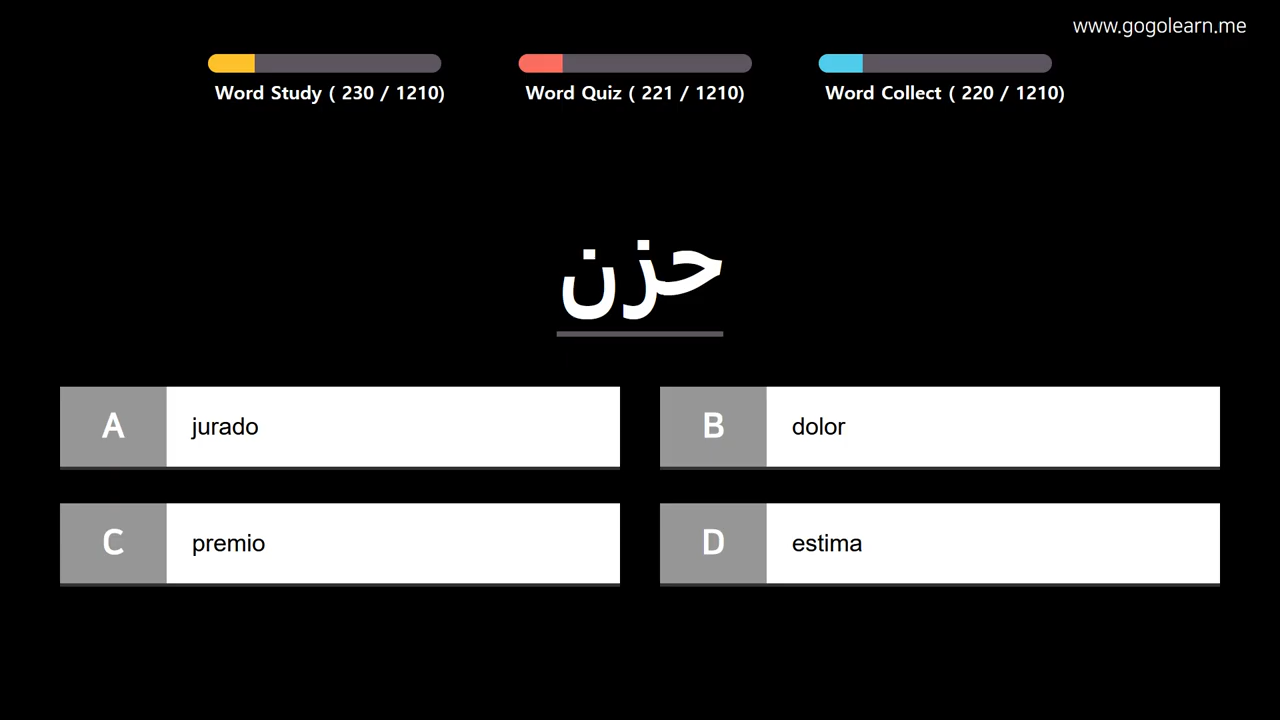 www.gogolearn.me
Word Study ( 230 / 1210)
Word Quiz ( 221 / 1210)
Word Collect ( 220 / 1210)
حزن
A jurado
B dolor
C premio
D estima